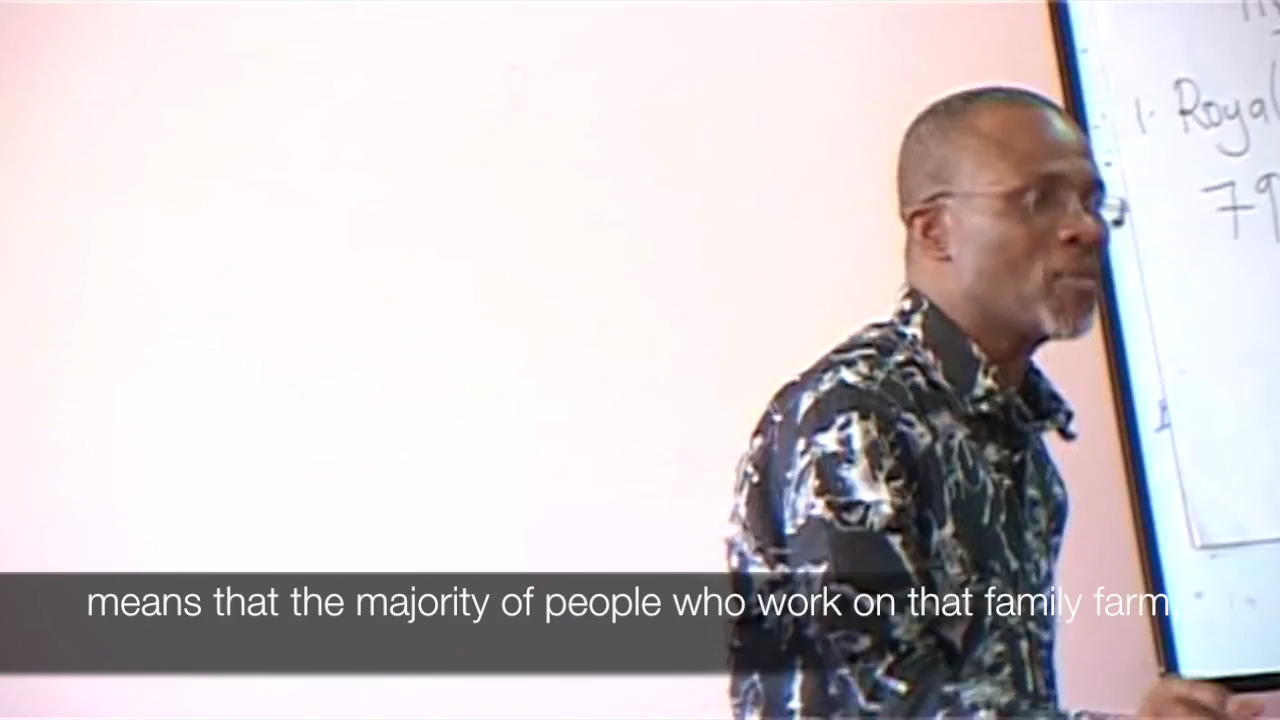 1. Royal
79
means that the majority of people who work on that family farm